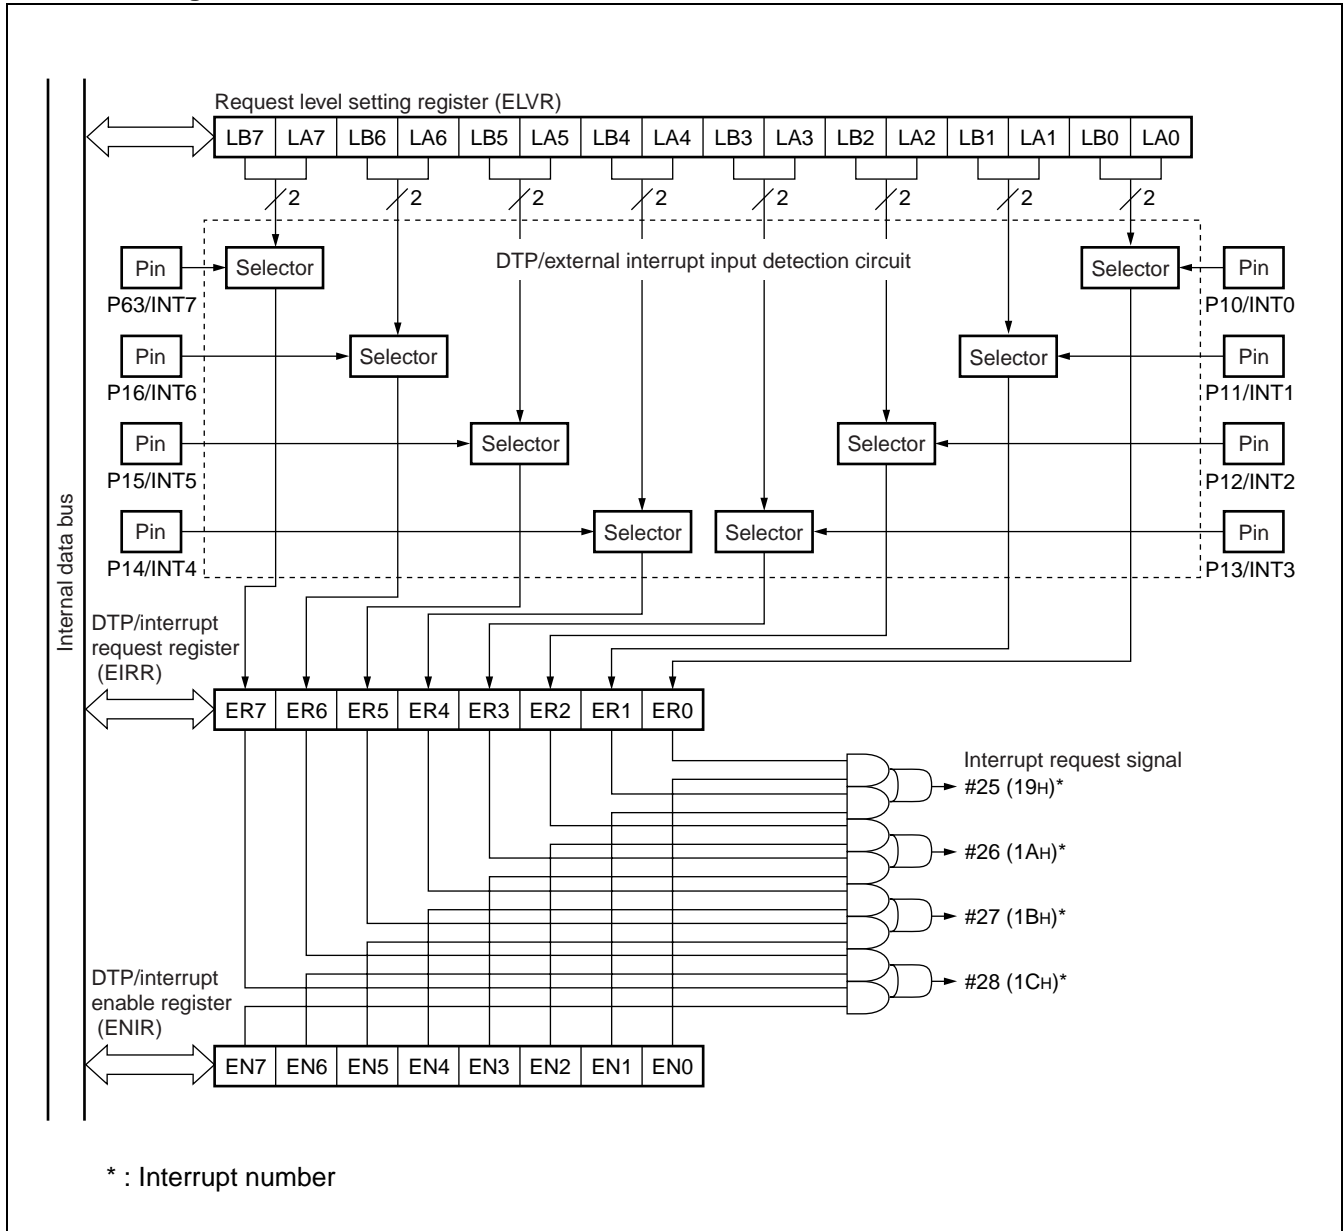 Request level setting register (ELVR)
LB7 LA7 LB6 LA6 LB5 LA5 LB4 LA4 LB3 LA3 LB2 LA2 LB1 LA1 LB0 LA0
2 2 2 2 2 2 2 2
DTP/external interrupt input detection circuit
Pin Selector Selector Pin
P63/INT7 P10/INT0
Pin Selector Selector Pin
P16/INT6 P11/INT1
Pin Selector Selector Pin
P15/INT5 P12/INT2
Pin Selector Selector Pin
P14/INT4 P13/INT3
Internal data bus
DTP/interrupt
request register
(EIRR)
ER7 ER6 ER5 ER4 ER3 ER2 ER1 ER0
Interrupt request signal
#25 (19H)*
#26 (1AH)*
#27 (1BH)*
#28 (1CH)*
DTP/interrupt
enable register
(ENIR)
EN7 EN6 EN5 EN4 EN3 EN2 EN1 EN0
* : Interrupt number